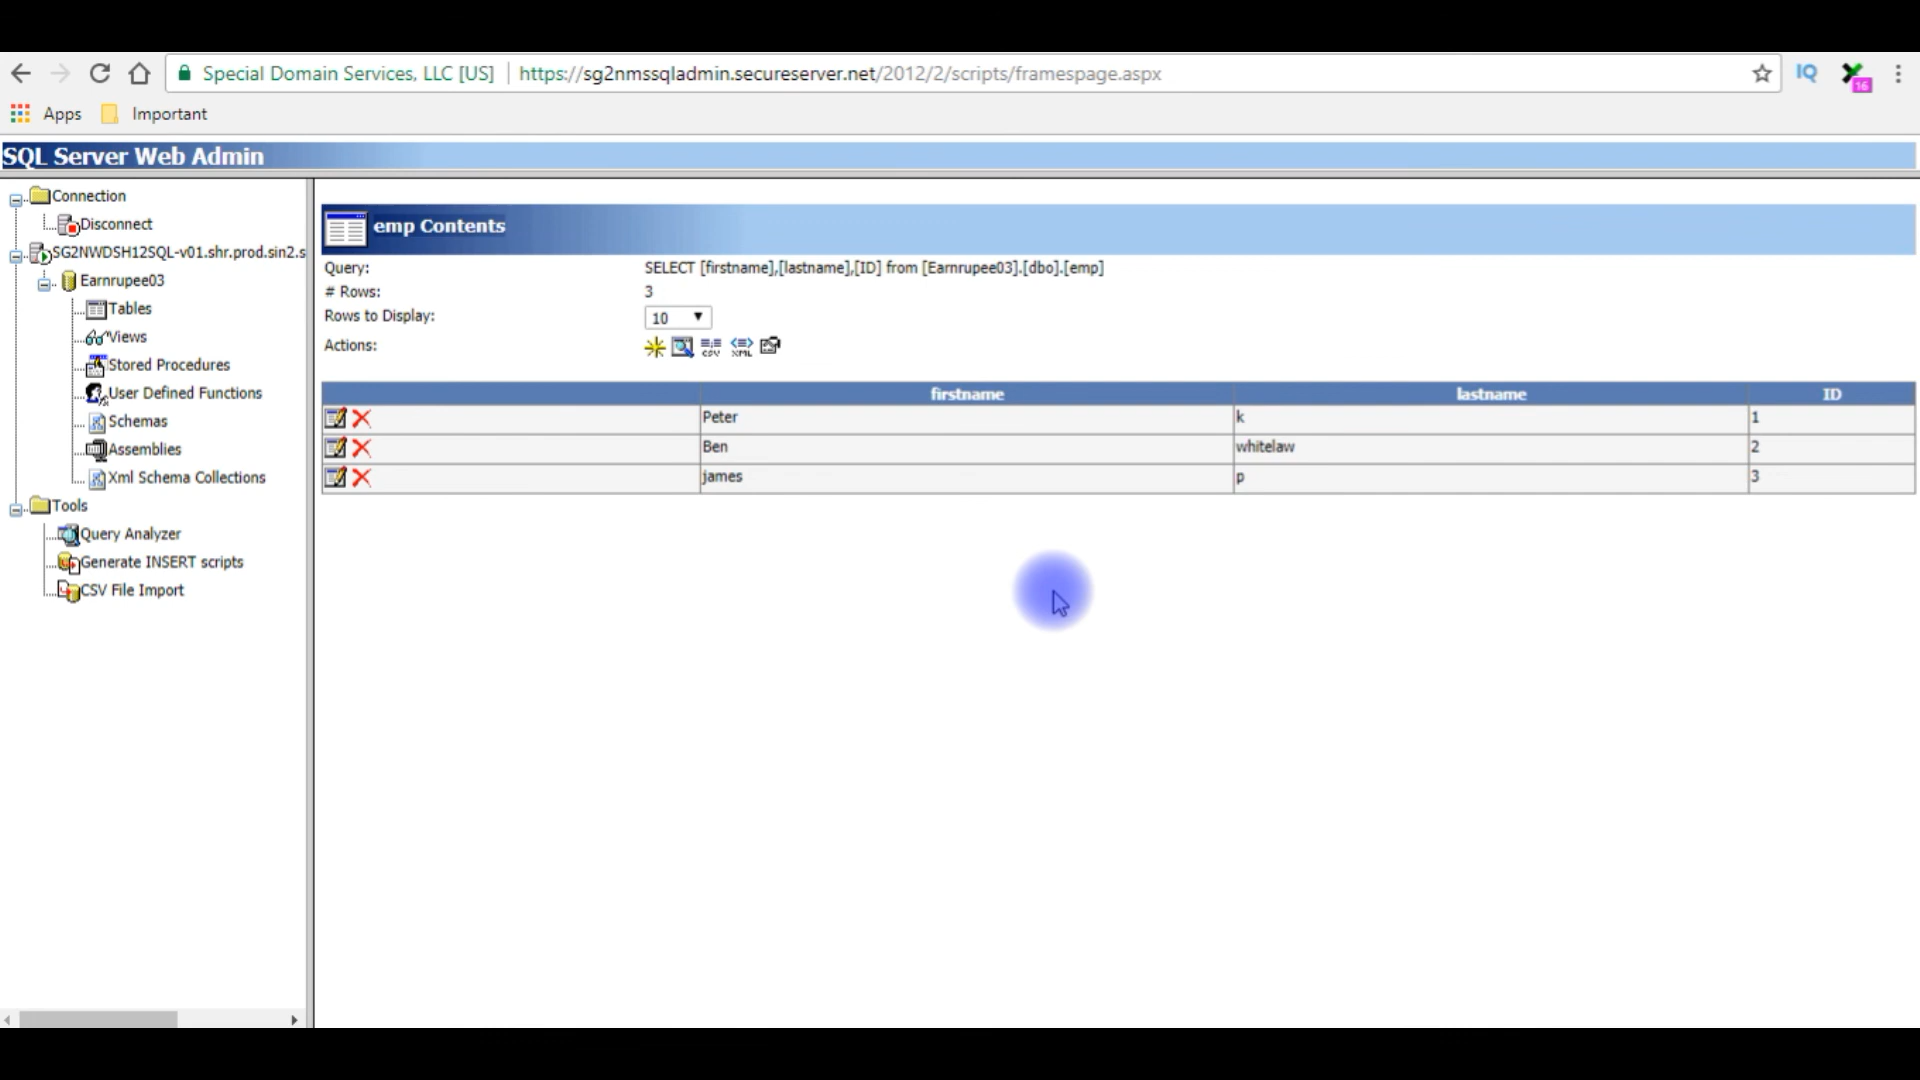 Special Domain Services, LLC [US] https://sg2nmssqladmin.secureserver.net/2012/2/scripts/framespage.aspx IQ 16
Apps Important
SQL Server Web Admin
Connection
Disconnect
SG2NWDSH12SQL-v01.shr.prod.sin2.s
Earnrupee03
Tables
Views
Stored Procedures
User Defined Functions
Schemas
Assemblies
Xml Schema Collections
Tools
Query Analyzer
Generate INSERT scripts
CSV File Import
emp Contents
Query: SELECT [firstname],[lastname],[ID] from [Earnrupee03].[dbo].[emp]
# Rows: 3
Rows to Display: 10
Actions: CSV XML
firstname lastname ID
Peter k 1
Ben whitelaw 2
james p 3